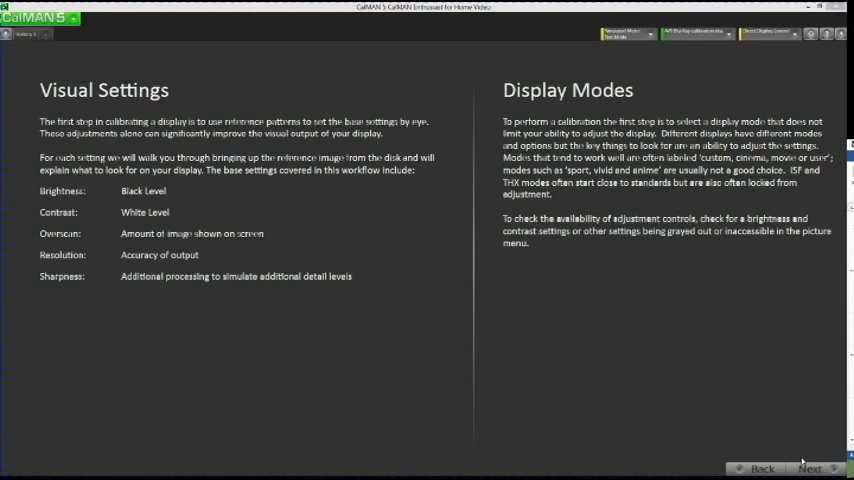 CalMAN 5 CalMAN Enthusiast for Home Video
CalMAN 5
History 1
Simulated Meter
Test Mode
Direct Display Control
Visual Settings
The first step in calibrating a display is to use reference patterns to set the base settings by eye.
These adjustments alone can significantly improve the visual output of your display.
For each setting we will walk you through bringing up the reference image from the disk and will
explain what to look for on your display. The base settings covered in this workflow include:
Brightness: Black Level
Contrast: White Level
Overscan: Amount of image shown on screen
Resolution: Accuracy of output
Sharpness: Additional processing to simulate additional detail levels
Display Modes
To perform a calibration the first step is to select a display mode that does not
limit your ability to adjust the display. Different displays have different modes
and options but the key things to look for are an ability to adjust the settings.
Modes that tend to work well are often labeled 'custom, cinema, movie or user';
modes such as 'sport, vivid and anime' are usually not a good choice. ISF and
THX modes often start close to standards but are also often locked from
adjustment.
To check the availability of adjustment controls, check for a brightness and
contrast settings or other settings being grayed out or inaccessible in the picture
menu.
Back Next